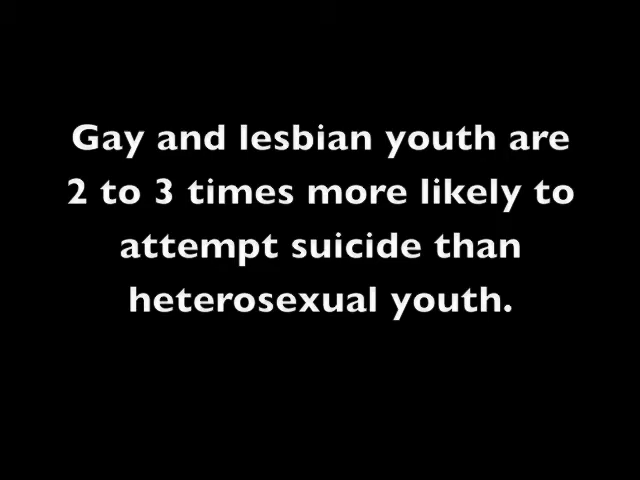 Gay and lesbian youth are
2 to 3 times more likely to
attempt suicide than
heterosexual youth.